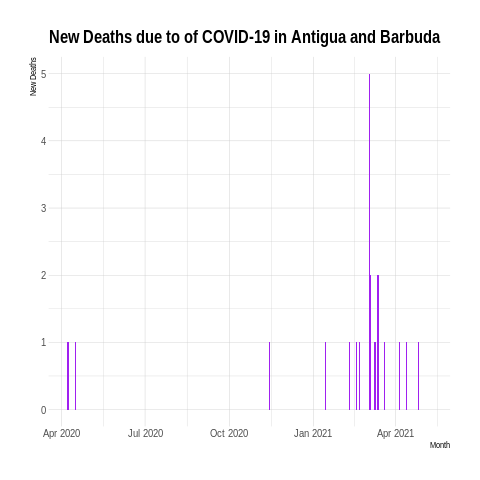 New Deaths due to of COVID-19 in Antigua and Barbuda
New Deaths
5
4
3
2
1
0
Apr 2020 Jul 2020 Oct 2020 Jan 2021 Apr 2021
Month